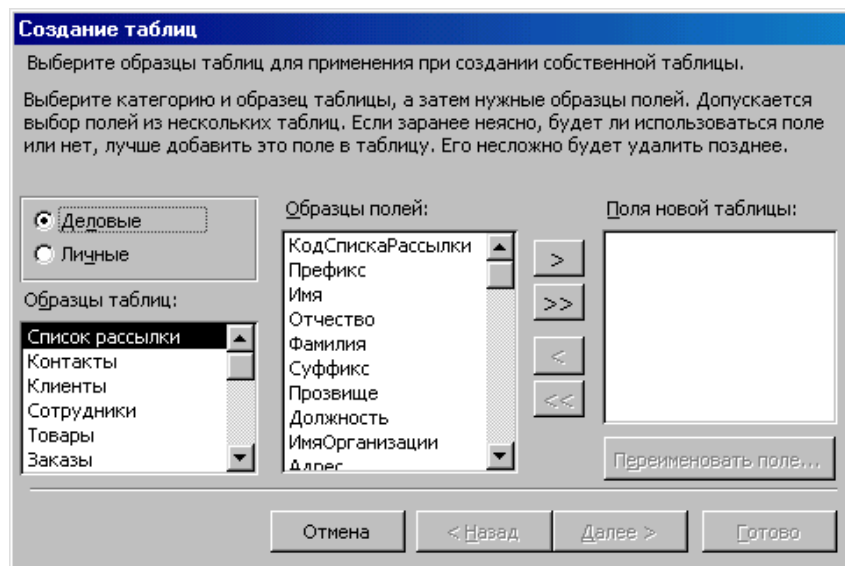 Создание таблиц
Выберите образцы таблиц для применения при создании собственной таблицы.
Выберите категорию и образец таблицы, а затем нужные образцы полей. Допускается
выбор полей из нескольких таблиц. Если заранее неясно, будет ли использоваться поле
или нет, лучше добавить это поле в таблицу. Его несложно будет удалить позднее.
Деловые
Личные
Образцы таблиц:
Список рассылки
Контакты
Клиенты
Сотрудники
Товары
Заказы
Образцы полей:
КодСпискаРассылки
Префикс
Имя
Отчество
Фамилия
Суффикс
Прозвище
Должность
ИмяОрганизации
Адрес
>
>>
<
<<
Поля новой таблицы:
Переименовать поле...
Отмена
< Назад
Далее >
Готово